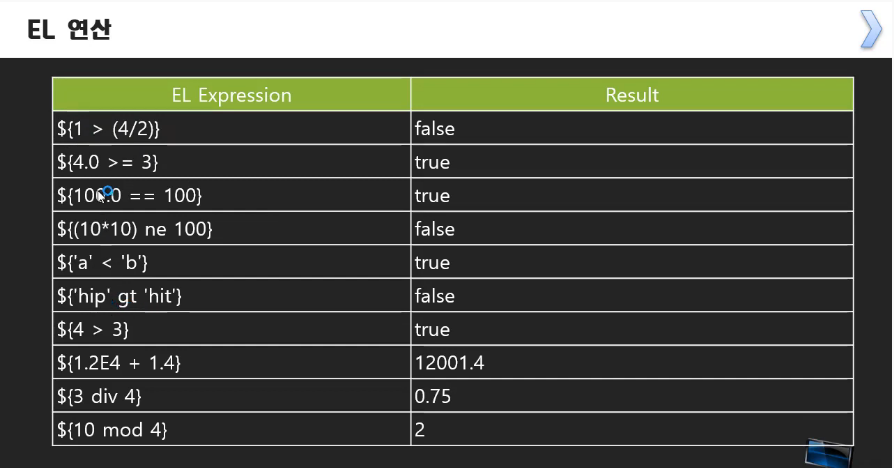 EL 연산
EL Expression Result
${1 > (4/2)} false
${4.0 >= 3} true
${100.0 == 100} true
${(10*10) ne 100} false
${'a' < 'b'} true
${'hip' gt 'hit'} false
${4 > 3} true
${1.2E4 + 1.4} 12001.4
${3 div 4} 0.75
${10 mod 4} 2